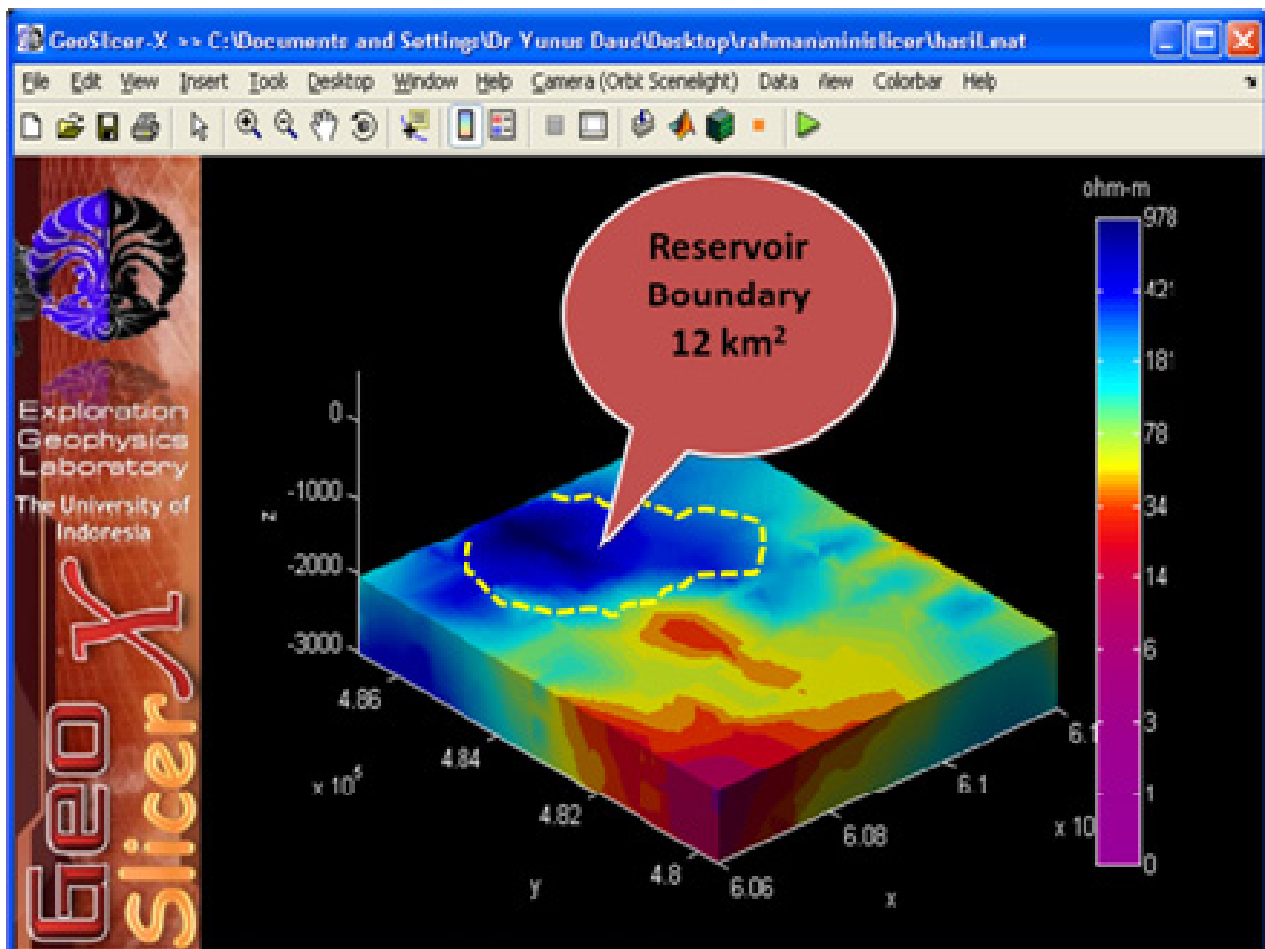 GeoSlicer-X >> C:\Documents and Settings\Dr Yunus Daud\Desktop\rahman\minislicer\hasil.mat
File Edit View Insert Tools Desktop Window Help Camera (Orbit Scenelight) Data Colorbar Help
Exploration
Geophysics
Laboratory
The University of
Indonesia
Geo
Slicer X
Reservoir
Boundary
12 km²
ohm-m
978
42'
18'
78
34
14
6
3
1
0
z
0
-1000
-2000
-3000
4.86
4.84
4.82
4.8
x 10⁵
y
6.06
6.08
6.1
6.1
x 10
x